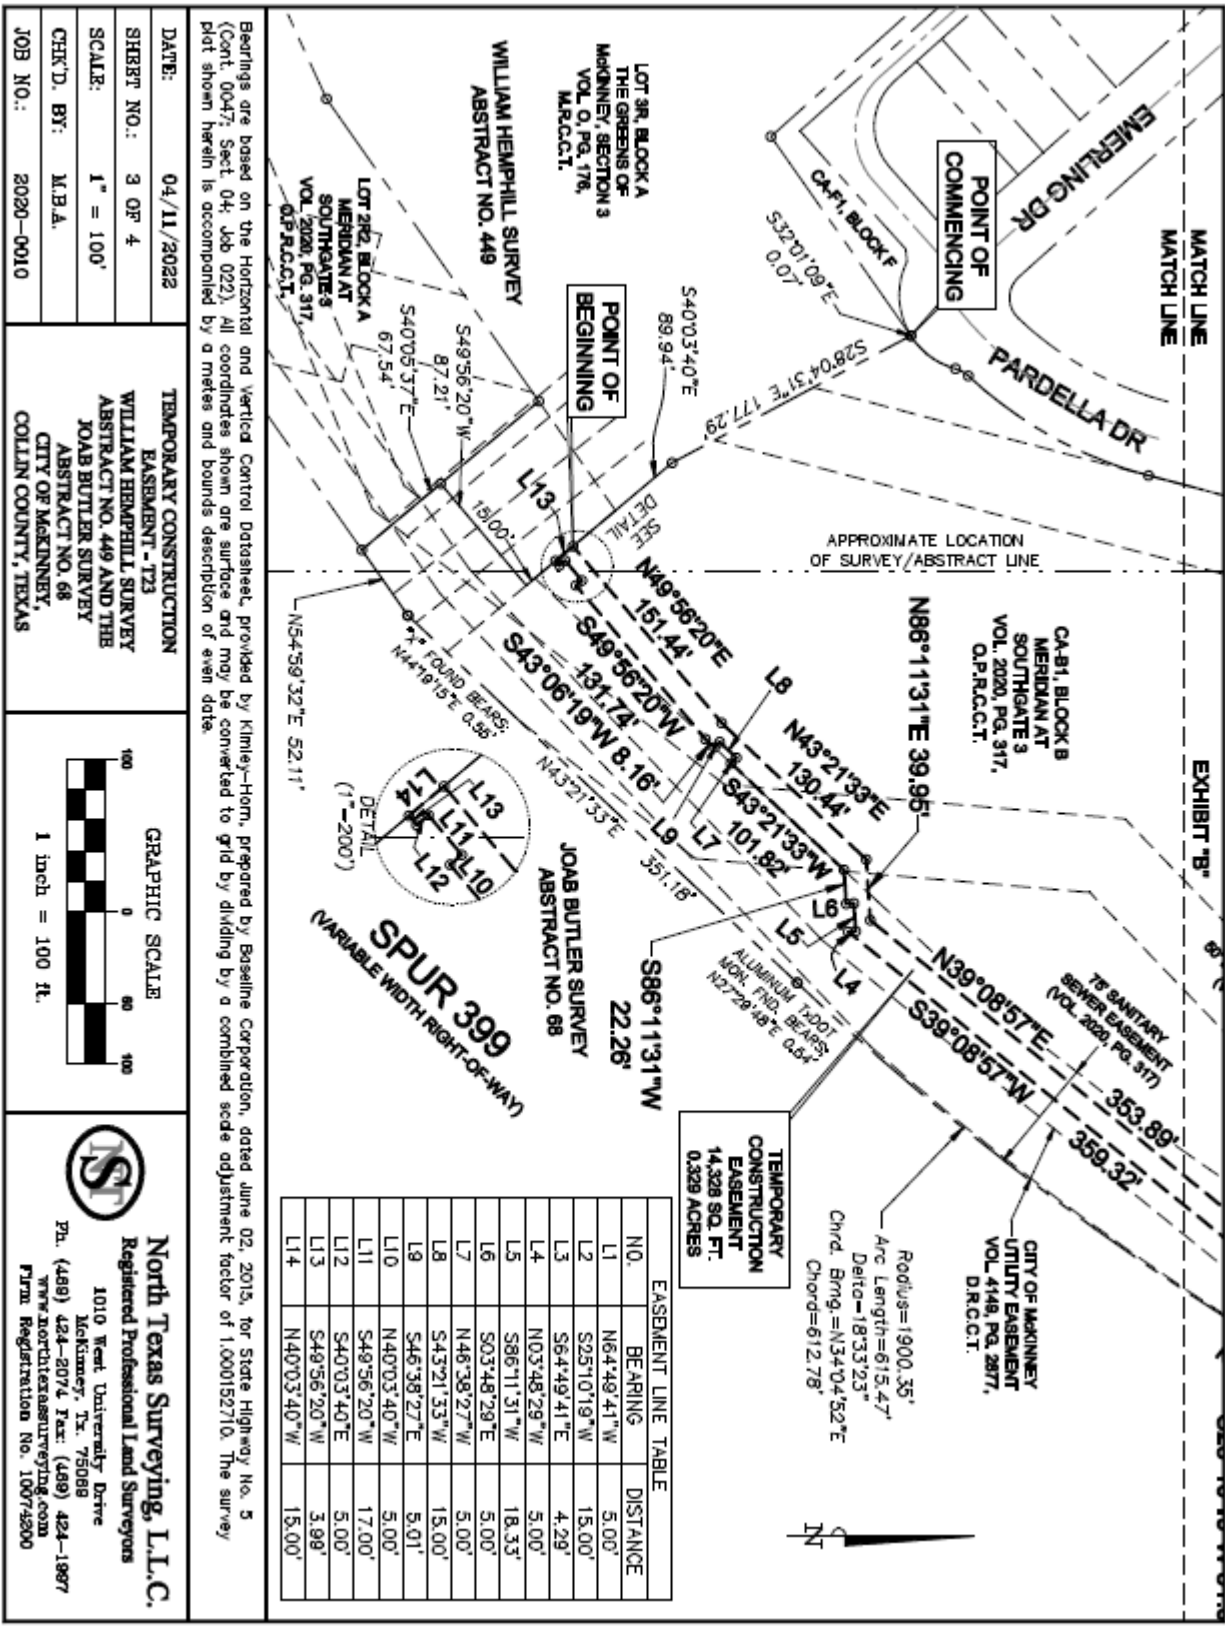 EXHIBIT "B"
MATCH LINE
MATCH LINE
EMERLING DR
PARDELLA DR
POINT OF
COMMENCING
CA-F1, BLOCK F
S32°01'09"E
0.07'
S28°04'31"E 177.29'
S40°03'40"E
89.94'
LOT 3R, BLOCK A
THE GREENS OF
McKINNEY, SECTION 3
VOL. O, PG. 176,
M.R.C.C.T.
WILLIAM HEMPHILL SURVEY
ABSTRACT NO. 449
POINT OF
BEGINNING
LOT 2R2, BLOCK A
MERIDIAN AT
SOUTHGATE 3
VOL. 2020, PG. 317,
O.P.R.C.C.T.
S49°56'20"W
87.21'
S40°05'37"E
67.54'
15.00'
L13
SEE
DETAIL
APPROXIMATE LOCATION
OF SURVEY/ABSTRACT LINE
CA-B1, BLOCK B
MERIDIAN AT
SOUTHGATE 3
VOL. 2020, PG. 317,
O.P.R.C.C.T.
N86°11'31"E 39.95'
N49°56'20"E
151.44'
S49°56'20"W
131.74'
S43°06'19"W 8.16'
L8
N43°21'33"E
130.44'
S43°21'33"W
101.82'
L7
L9
L6
L5
L4
N39°08'57"E
353.89'
S39°08'57"W
359.32'
75' SANITARY
SEWER EASEMENT
(VOL. 2020, PG. 317)
"X" FOUND BEARS:
N44°19'15"E 0.55'
N43°21'33"E 351.18'
N54°59'32"E 52.11'
ALUMINUM TxDOT
MON. FND. BEARS:
N27°29'48"E 0.54'
S86°11'31"W
22.26'
JOAB BUTLER SURVEY
ABSTRACT NO. 68
SPUR 399
(VARIABLE WIDTH RIGHT-OF-WAY)
L14
L13
L11
L10
L12
DETAIL
(1"=200')
TEMPORARY
CONSTRUCTION
EASEMENT
14,328 SQ. FT.
0.329 ACRES
CITY OF McKINNEY
UTILITY EASEMENT
VOL. 4149, PG. 2877,
D.R.C.C.T.
Radius=1900.35'
Arc Length=615.47'
Delta=18°33'23"
Chrd. Brng.=N34°04'52"E
Chord=612.78'
N
EASEMENT LINE TABLE
NO. BEARING DISTANCE
L1 N64°49'41"W 5.00'
L2 S25°10'19"W 15.00'
L3 S64°49'41"E 4.29'
L4 N03°48'29"W 5.00'
L5 S86°11'31"W 18.33'
L6 S03°48'29"E 5.00'
L7 N46°38'27"W 5.00'
L8 S43°21'33"W 15.00'
L9 S46°38'27"E 5.01'
L10 N40°03'40"W 5.00'
L11 S49°56'20"W 17.00'
L12 S40°03'40"E 5.00'
L13 S49°56'20"W 3.99'
L14 N40°03'40"W 15.00'
Bearings are based on the Horizontal and Vertical Control Datasheet, provided by Kimley-Horn, prepared by Baseline Corporation, dated June 02, 2015, for State Highway No. 5
(Cont. 0047; Sect. 04; Job 022). All coordinates shown are surface and may be converted to grid by dividing by a combined scale adjustment factor of 1.000152710. The survey
plat shown herein is accompanied by a metes and bounds description of even date.
DATE: 04/11/2022
SHEET NO.: 3 OF 4
SCALE: 1" = 100'
CHK'D. BY: M.B.A.
JOB NO.: 2020-0010
TEMPORARY CONSTRUCTION
EASEMENT - T23
WILLIAM HEMPHILL SURVEY
ABSTRACT NO. 449 AND THE
JOAB BUTLER SURVEY
ABSTRACT NO. 68
CITY OF McKINNEY,
COLLIN COUNTY, TEXAS
GRAPHIC SCALE
100 0 50 100
1 inch = 100 ft.
NTS
North Texas Surveying, L.L.C.
Registered Professional Land Surveyors
1010 West University Drive
McKinney, Tx. 75069
Ph. (469) 424-2074 Fax: (469) 424-1997
www.northtexassurveying.com
Firm Registration No. 10074200